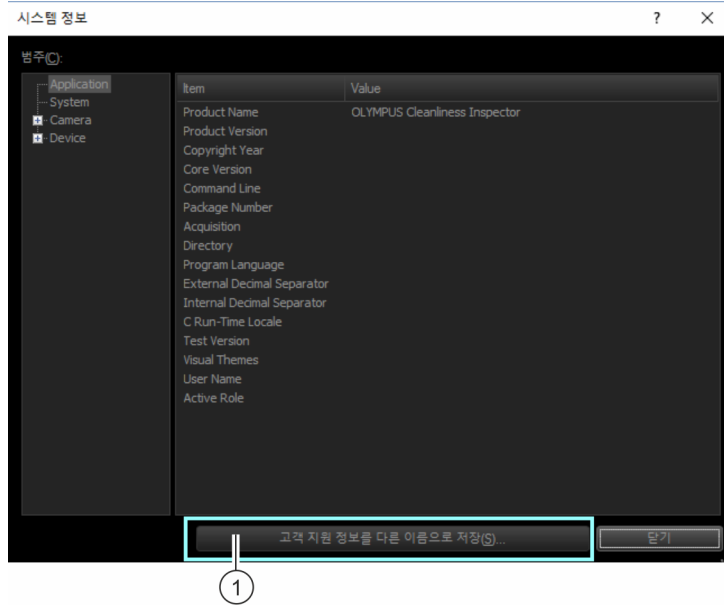 시스템 정보 ? ×
범주(C):
Application
System
Camera
Device
Item Value
Product Name OLYMPUS Cleanliness Inspector
Product Version
Copyright Year
Core Version
Command Line
Package Number
Acquisition
Directory
Program Language
External Decimal Separator
Internal Decimal Separator
C Run-Time Locale
Test Version
Visual Themes
User Name
Active Role
고객 지원 정보를 다른 이름으로 저장(S)... 닫기
1